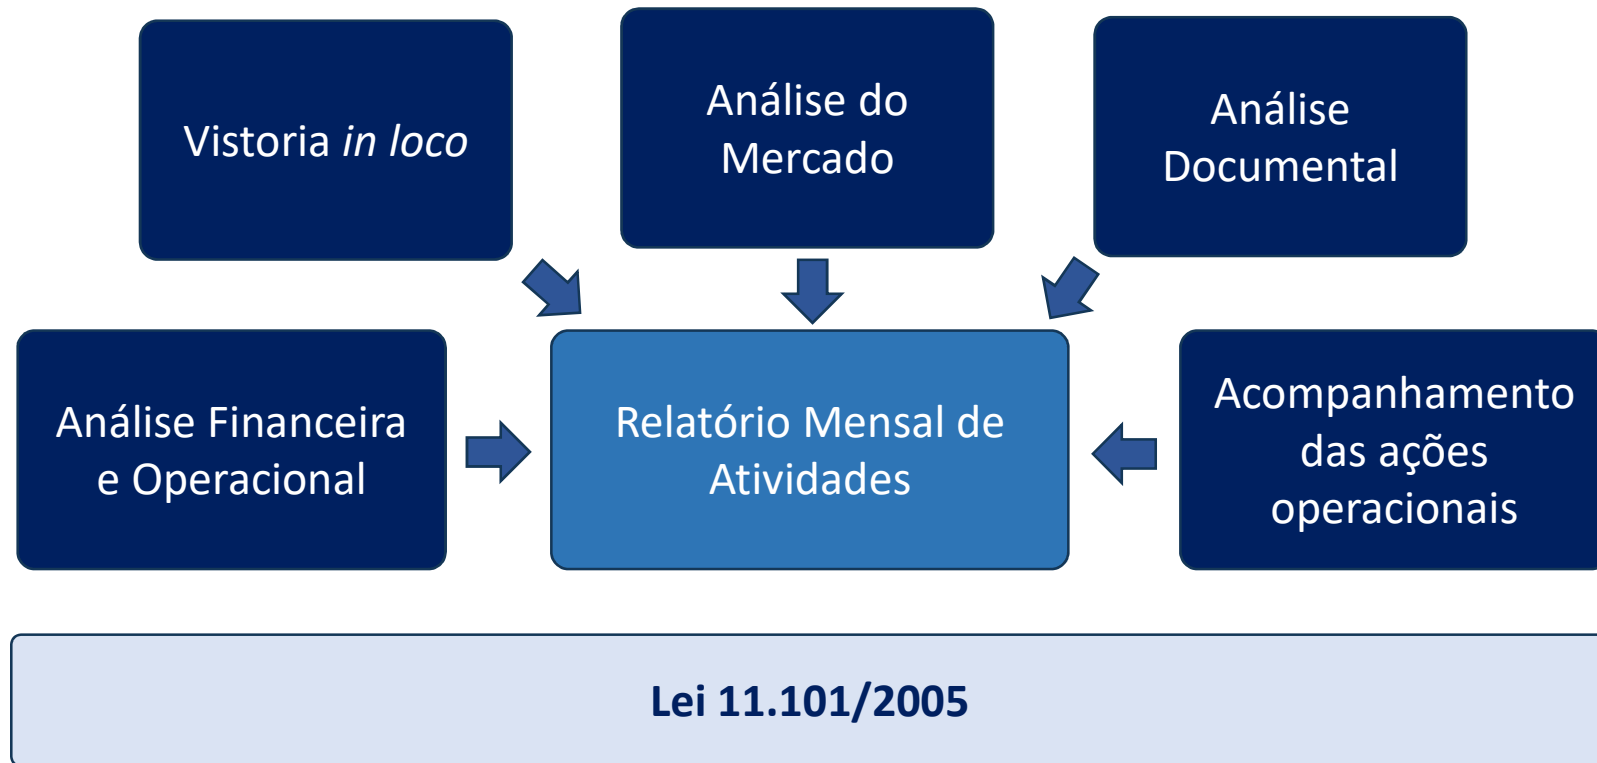 Vistoria in loco
Análise do
Mercado
Análise
Documental
Análise Financeira
e Operacional
Relatório Mensal de
Atividades
Acompanhamento
das ações
operacionais
Lei 11.101/2005